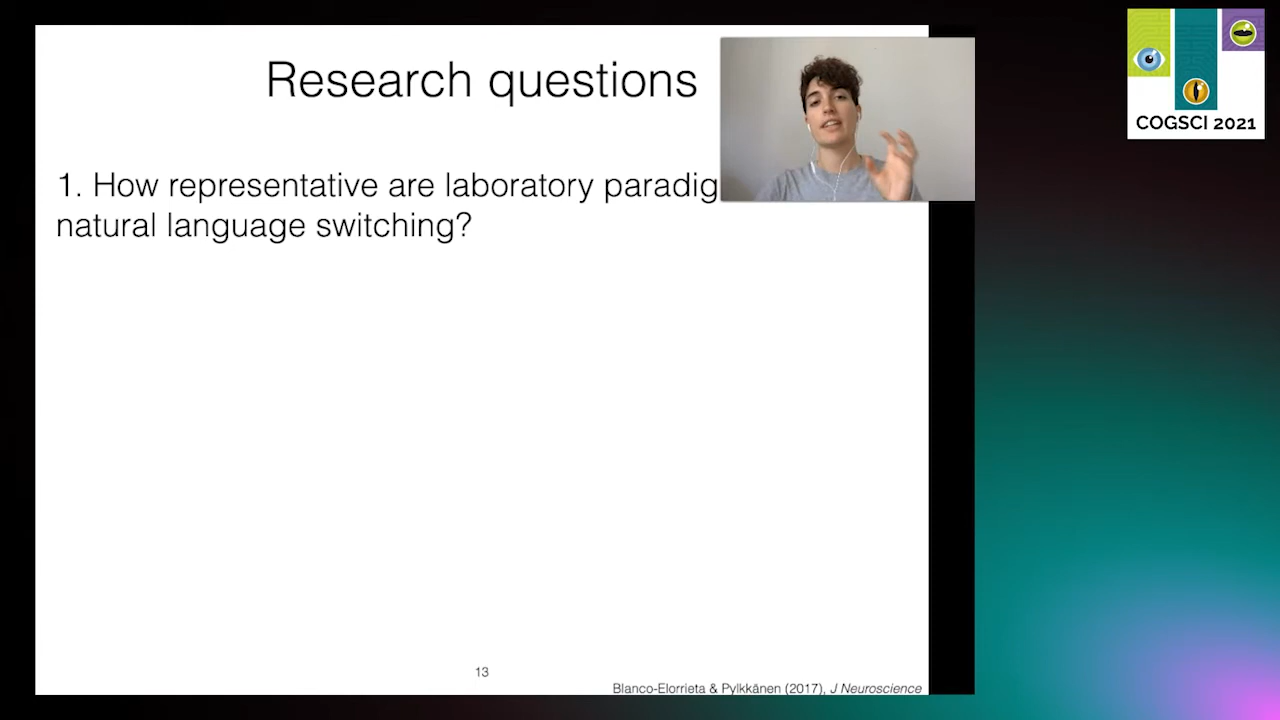 Research questions
1. How representative are laboratory paradig
natural language switching?
13
Blanco-Elorrieta & Pylkkänen (2017), J Neuroscience
COGSCI 2021